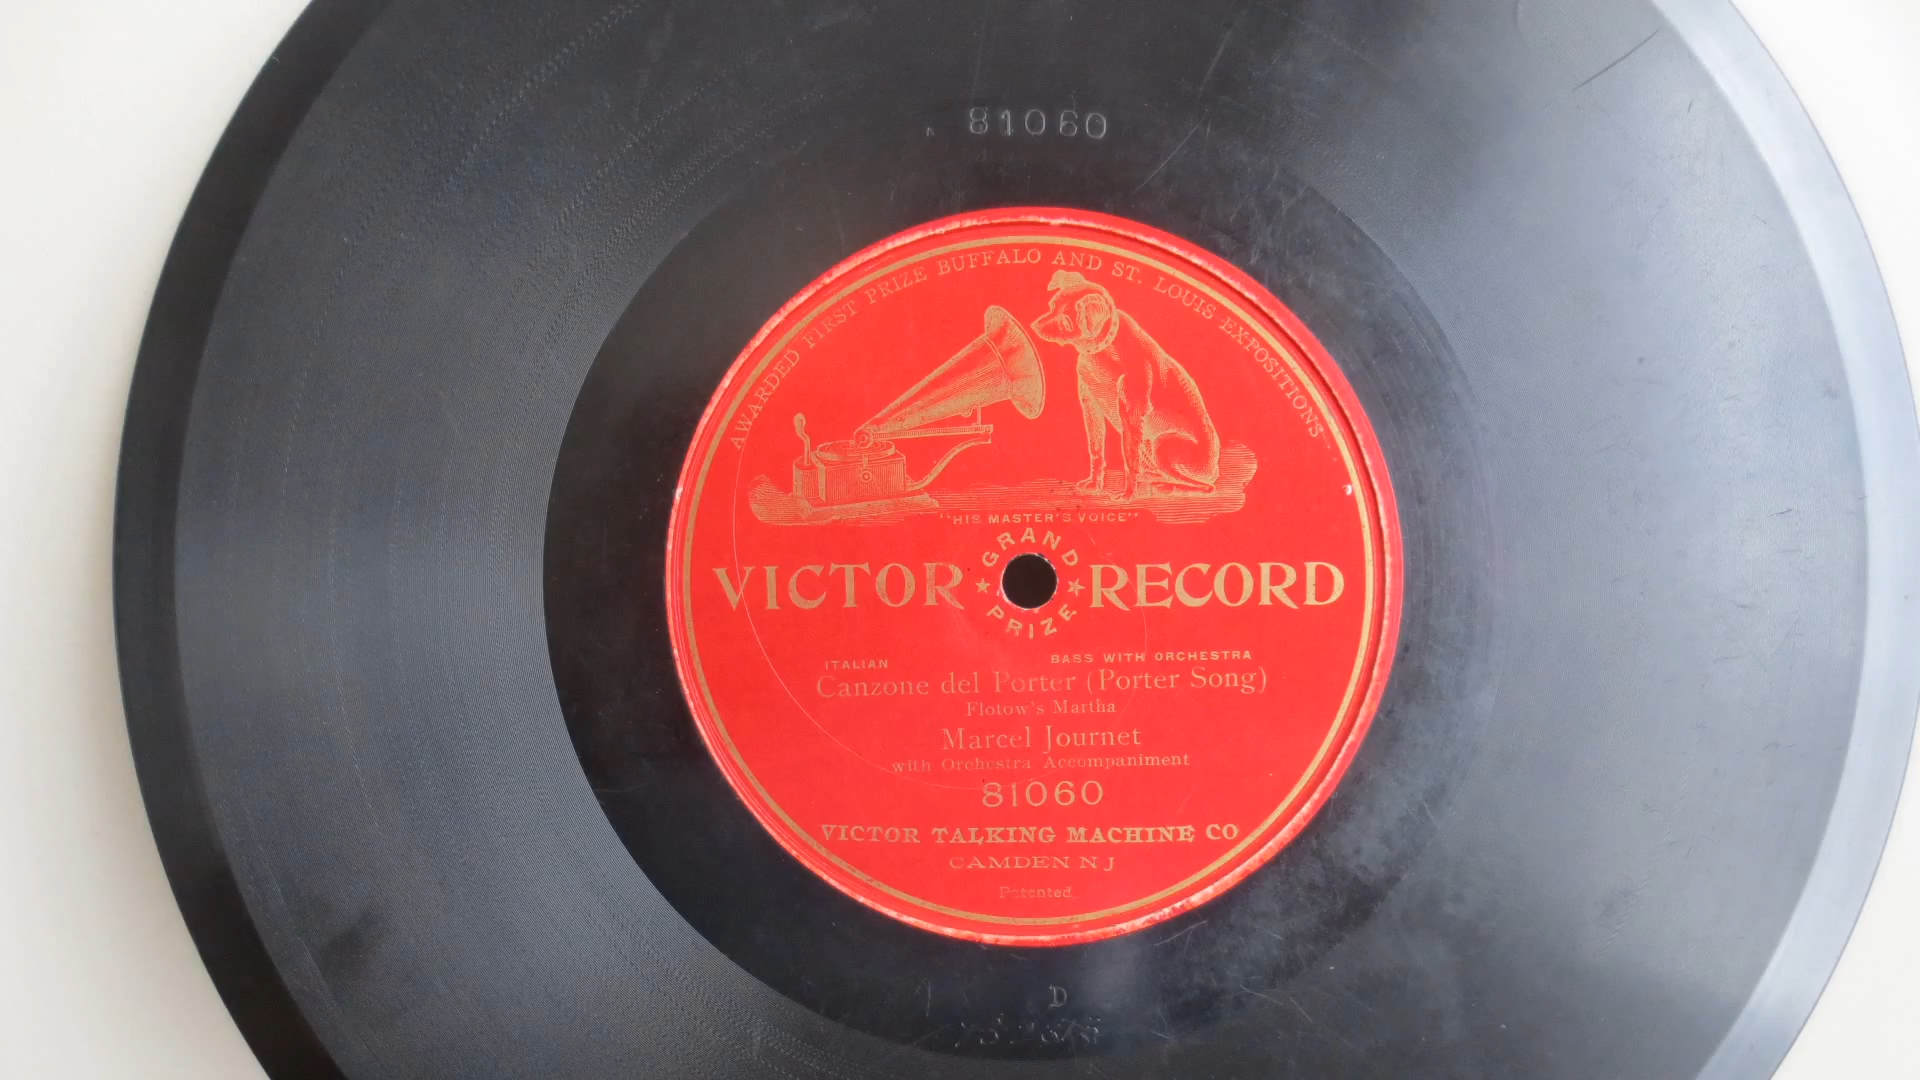 81060
AWARDED FIRST PRIZE BUFFALO AND ST. LOUIS EXPOSITIONS
"HIS MASTER'S VOICE"
VICTOR GRAND PRIZE RECORD
ITALIAN BASS WITH ORCHESTRA
Canzone del Porter (Porter Song)
Flotow's Martha
Marcel Journet
with Orchestra Accompaniment
81060
VICTOR TALKING MACHINE CO
CAMDEN N J
Patented
D